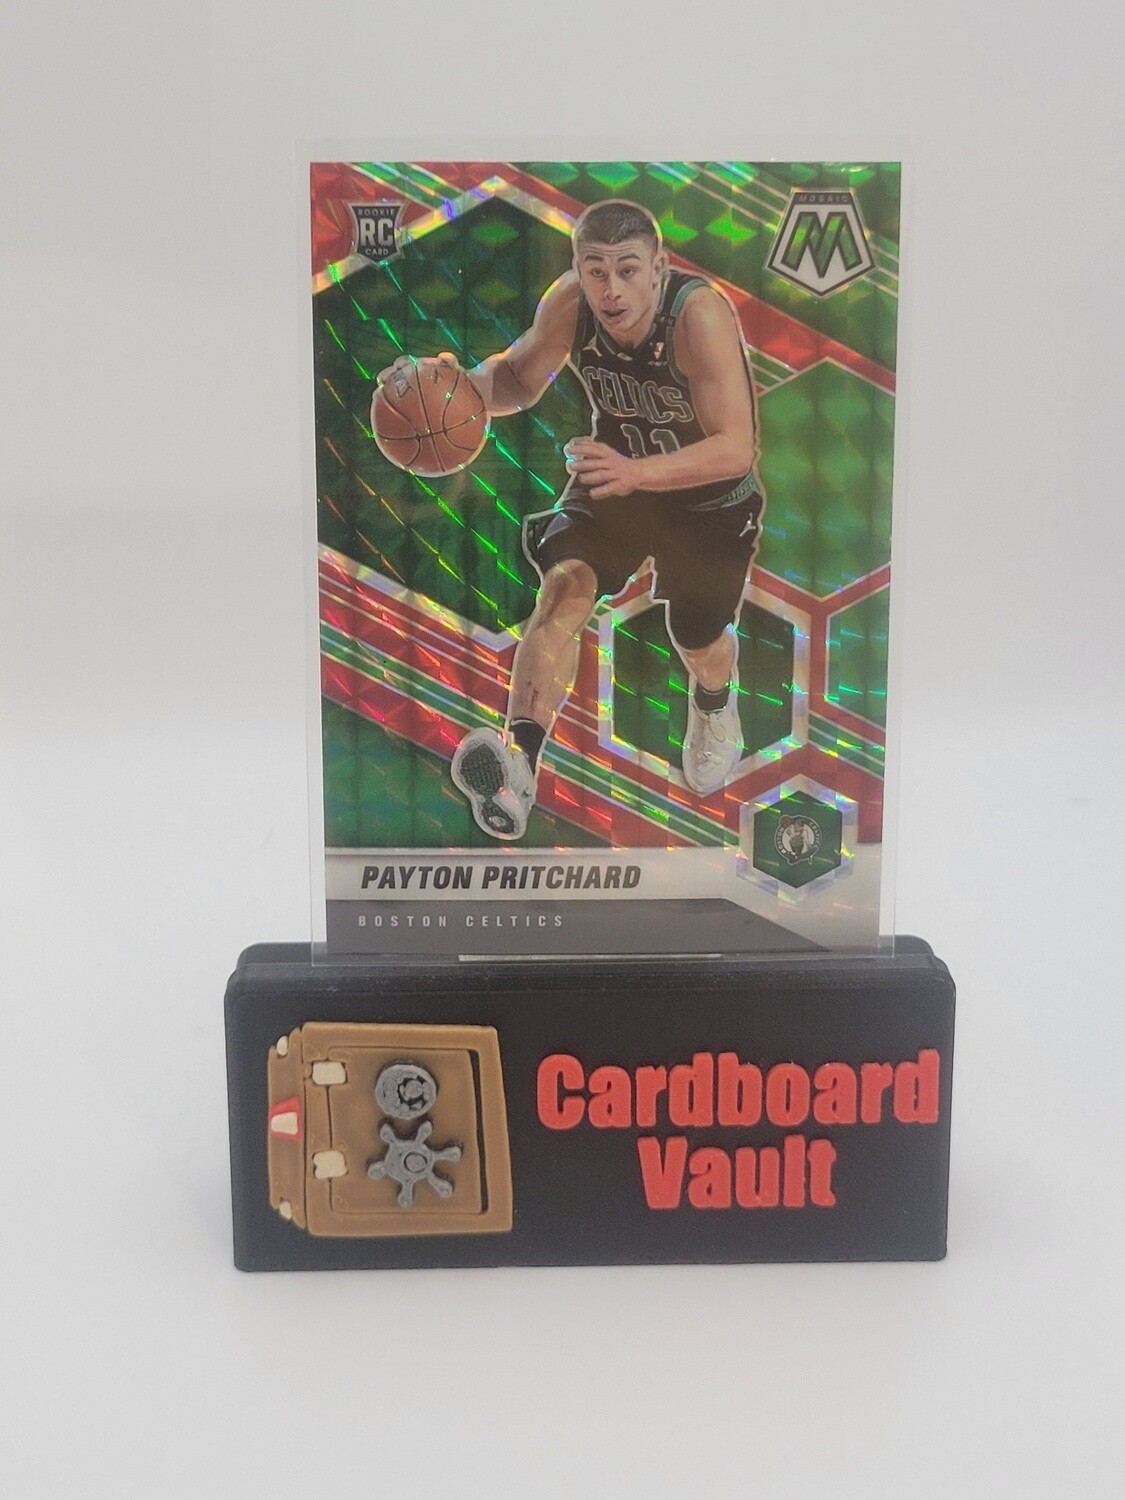 ROOKIE
RC
CARD
MOSAIC
M
CELTICS
11
PAYTON PRITCHARD
BOSTON CELTICS
Cardboard
Vault